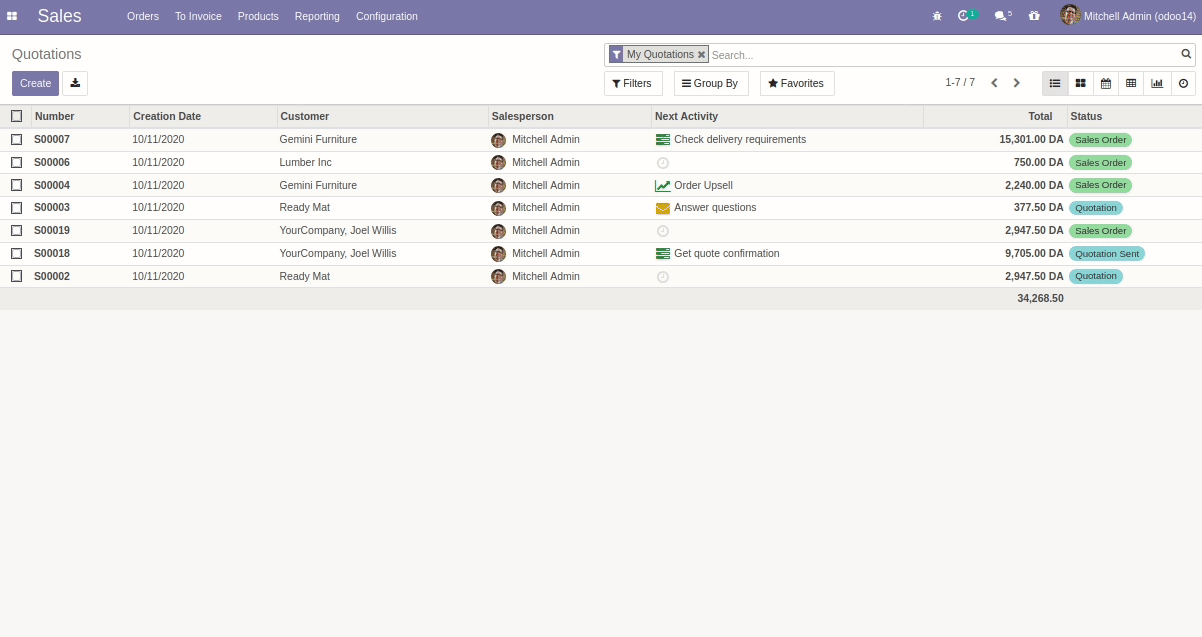 Sales Orders To Invoice Products Reporting Configuration 1 5 Mitchell Admin (odoo14)
Quotations My Quotations Search...
Create Filters Group By Favorites 1-7 / 7
Number Creation Date Customer Salesperson Next Activity Total Status
S00007 10/11/2020 Gemini Furniture Mitchell Admin Check delivery requirements 15,301.00 DA Sales Order
S00006 10/11/2020 Lumber Inc Mitchell Admin 750.00 DA Sales Order
S00004 10/11/2020 Gemini Furniture Mitchell Admin Order Upsell 2,240.00 DA Sales Order
S00003 10/11/2020 Ready Mat Mitchell Admin Answer questions 377.50 DA Quotation
S00019 10/11/2020 YourCompany, Joel Willis Mitchell Admin 2,947.50 DA Sales Order
S00018 10/11/2020 YourCompany, Joel Willis Mitchell Admin Get quote confirmation 9,705.00 DA Quotation Sent
S00002 10/11/2020 Ready Mat Mitchell Admin 2,947.50 DA Quotation
34,268.50